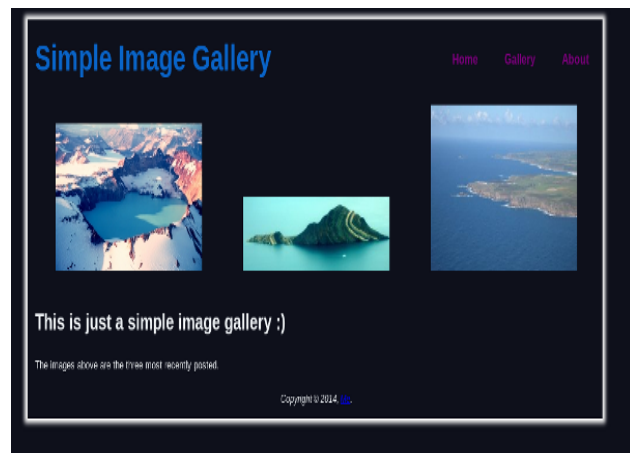 Simple Image Gallery
Home Gallery About
This is just a simple image gallery :)
The images above are the three most recently posted.
Copyright © 2014,